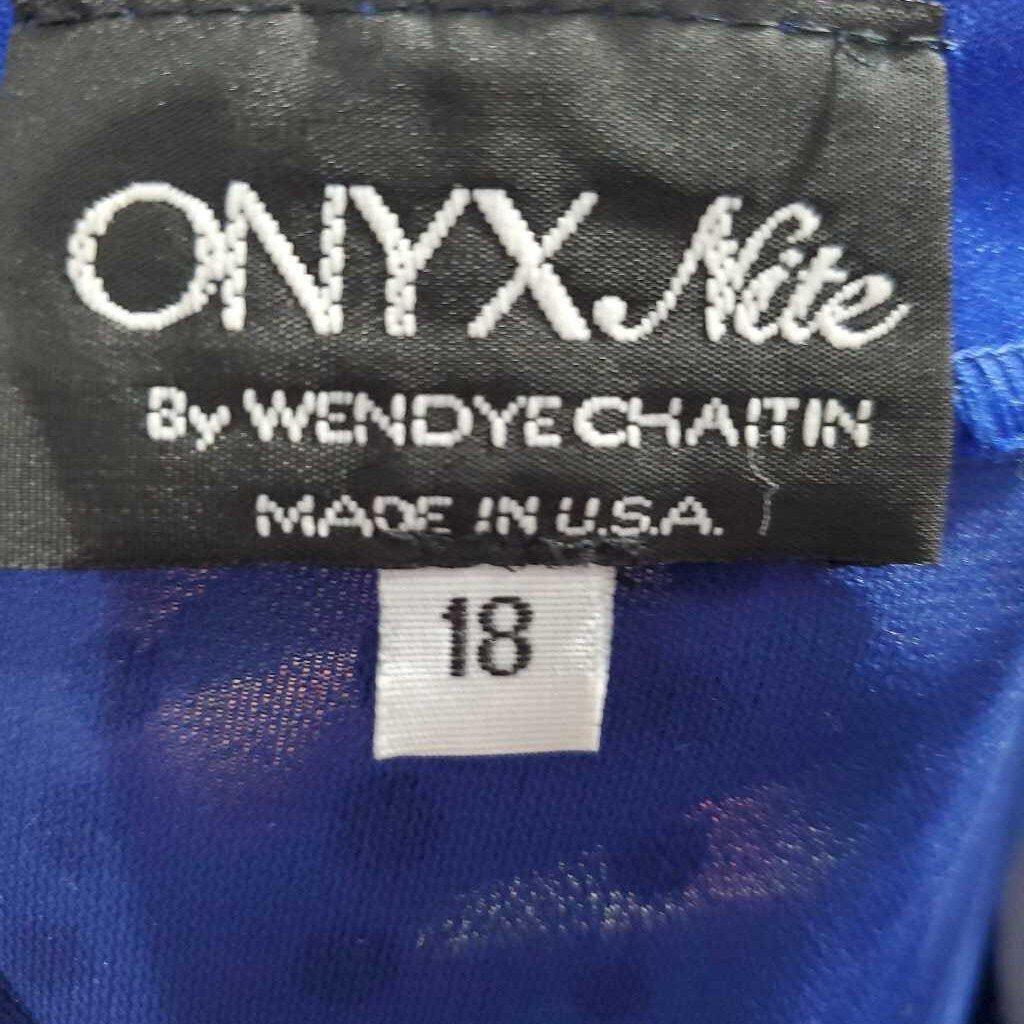 ONYX Nite
By WENDYE CHAITIN
MADE IN U.S.A.
18